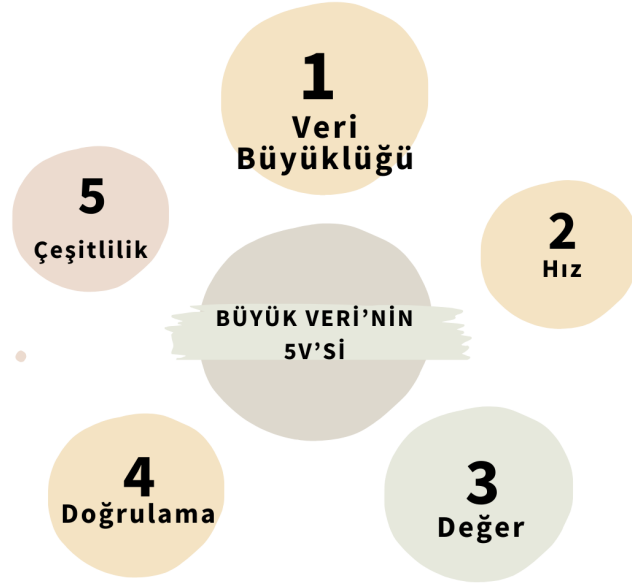 1
Veri
Büyüklüğü
2
Hız
3
Değer
4
Doğrulama
5
Çeşitlilik
BÜYÜK VERİ’NİN
5V’Sİ